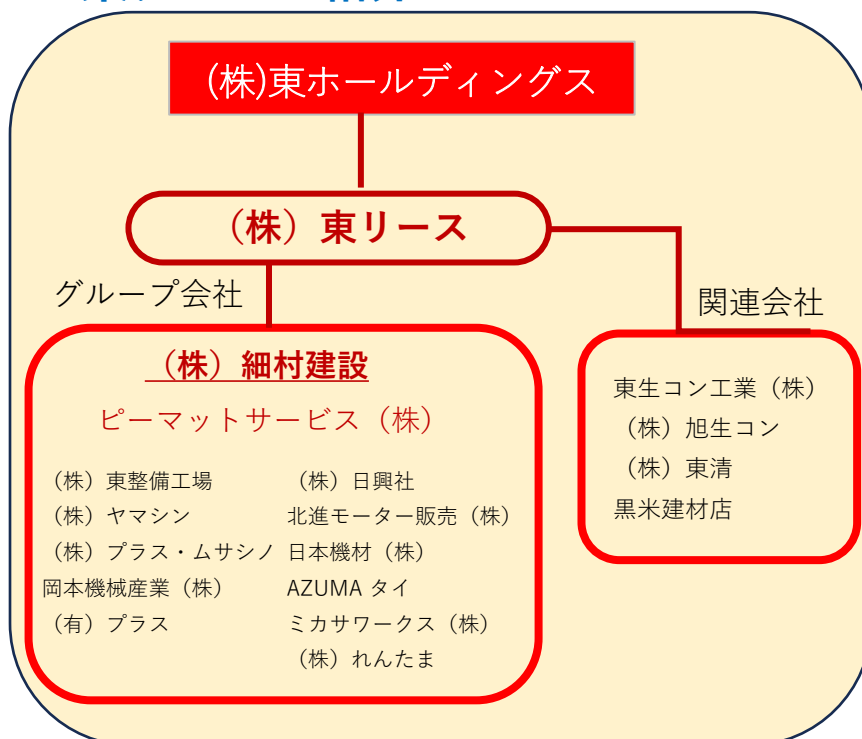 (株)東ホールディングス
（株）東リース
グループ会社
（株）細村建設
ピーマットサービス（株）
（株）東整備工場
（株）ヤマシン
（株）プラス・ムサシノ
岡本機械産業（株）
（有）プラス
（株）日興社
北進モーター販売（株）
日本機材（株）
AZUMA タイ
ミカサワークス（株）
（株）れんたま
関連会社
東生コン工業（株）
（株）旭生コン
（株）東清
黒米建材店